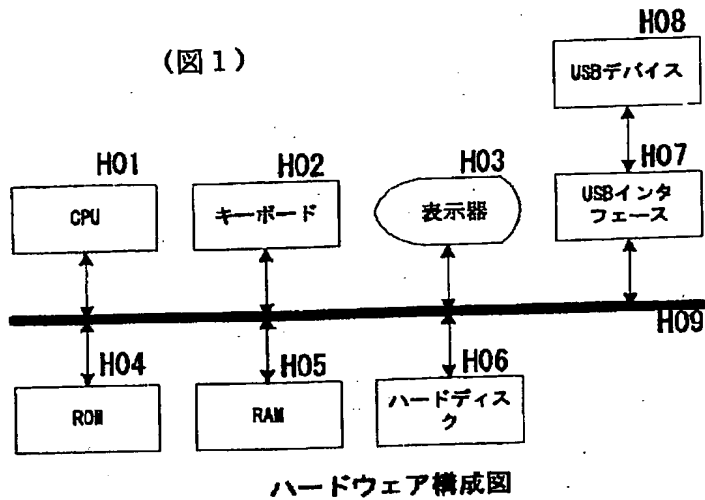 (図1)
H08
USBデバイス
H01
H02
H03
H07
CPU
キーボード
表示器
USBインタ
フェース
H09
H04
H05
H06
ROM
RAM
ハードディス
ク
ハードウェア構成図